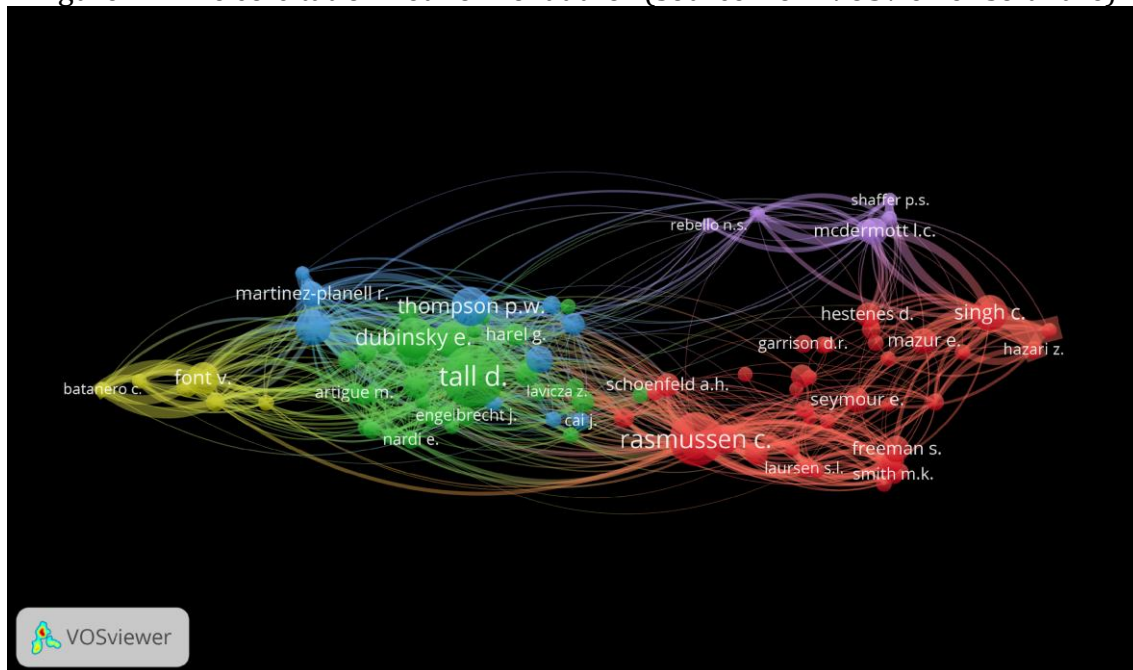 shaffer p.s.
rebello n.s.
mcdermott l.c.
martinez-planell r.
thompson p.w.
hestenes d.
singh c.
dubinsky e.
harel g.
garrison d.r.
mazur e.
hazari z.
batanero c.
font v.
tall d.
artigue m.
lavicza z.
schoenfeld a.h.
seymour e.
engelbrecht j.
cai j.
nardi e.
rasmussen c.
freeman s.
laursen s.l.
smith m.k.
VOSviewer